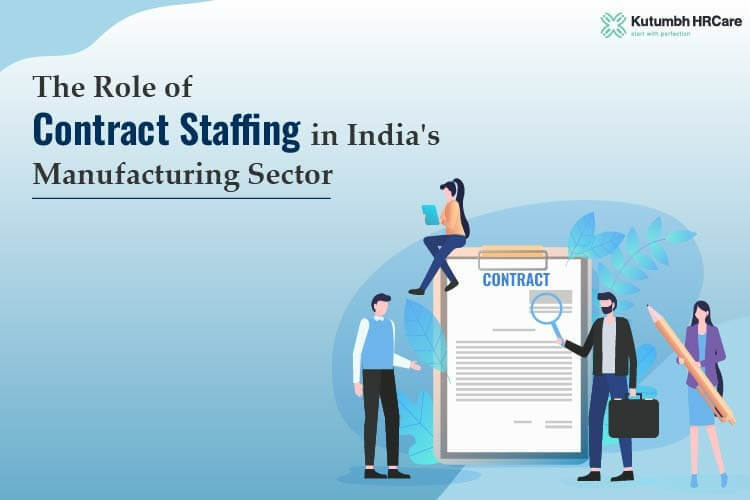 Kutumbh HRCare
start with perfection
The Role of
Contract Staffing in India's
Manufacturing Sector
CONTRACT